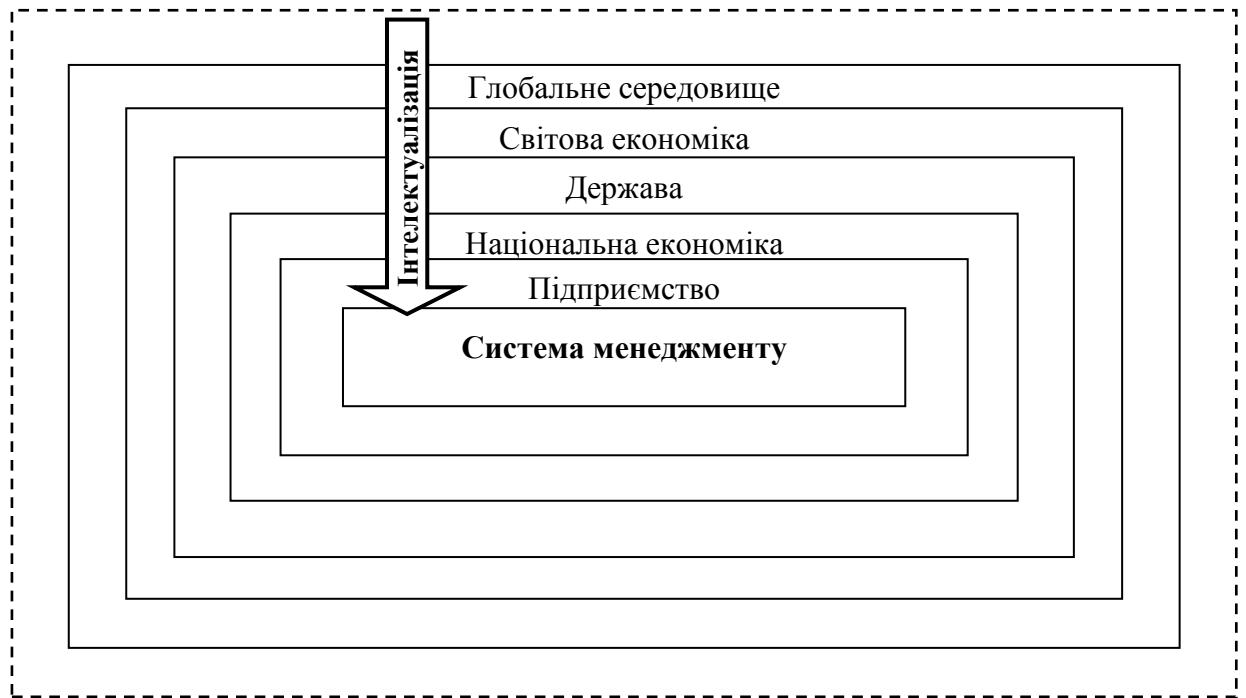 Інтелектуалізація
Глобальне середовище
Світова економіка
Держава
Національна економіка
Підприємство
Система менеджменту